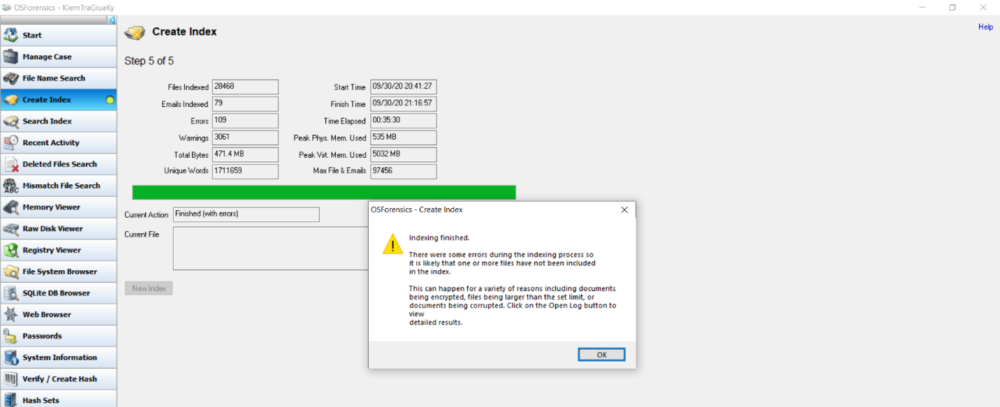 OSForensics - KiemTraGiuaKy
Help
Start
Manage Case
File Name Search
Create Index
Search Index
Recent Activity
Deleted Files Search
Mismatch File Search
Memory Viewer
Raw Disk Viewer
Registry Viewer
File System Browser
SQLite DB Browser
Web Browser
Passwords
System Information
Verify / Create Hash
Hash Sets
Create Index
Step 5 of 5
Files Indexed 28468 Start Time 09/30/20 20:41:27
Emails Indexed 79 Finish Time 09/30/20 21:16:57
Errors 109 Time Elapsed 00:35:30
Warnings 3061 Peak Phys. Mem. Used 535 MB
Total Bytes 471.4 MB Peak Virt. Mem. Used 5032 MB
Unique Words 1711659 Max File & Emails 97456
Current Action Finished (with errors)
Current File
New Index
OSForensics - Create Index
Indexing finished.
There were some errors during the indexing process so
it is likely that one or more files have not been included
in the index.
This can happen for a variety of reasons including documents
being encrypted, files being larger than the set limit, or
documents being corrupted. Click on the Open Log button to
view
detailed results.
OK
ABC